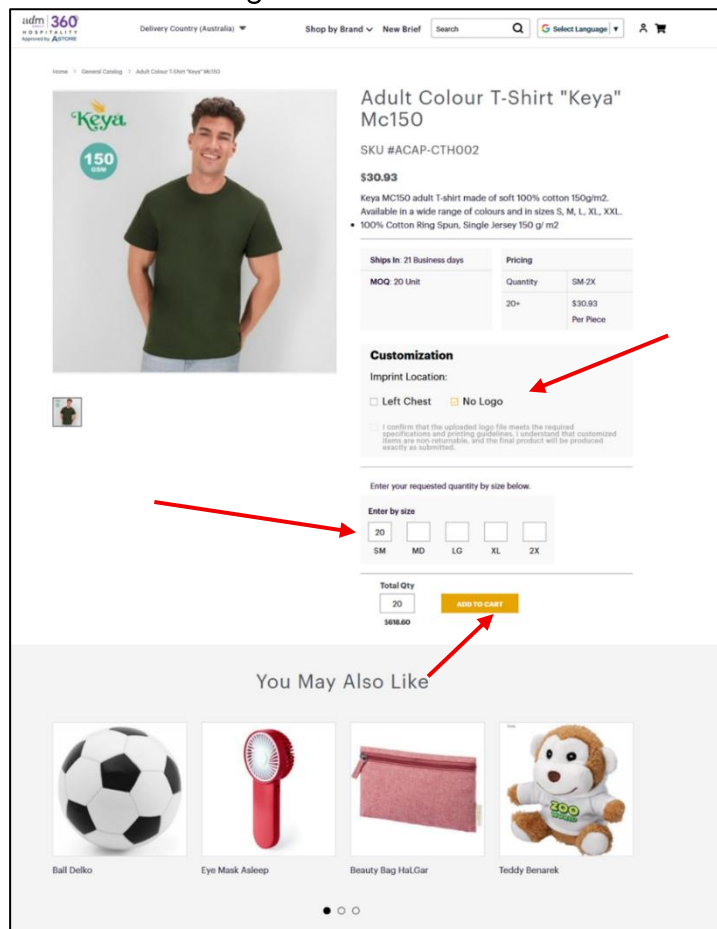 adm 360°
HOSPITALITY
Approved by ASTORE
Delivery Country (Australia)
Shop by Brand
New Brief
Search
G Select Language
Home > General Catalog > Adult Colour T-Shirt "Keya" Mc150
Keya
150
GSM
Adult Colour T-Shirt "Keya"
Mc150
SKU #ACAP-CTH002
$30.93
Keya MC150 adult T-shirt made of soft 100% cotton 150g/m2.
Available in a wide range of colours and in sizes S, M, L, XL, XXL.
• 100% Cotton Ring Spun, Single Jersey 150 g/ m2
Ships In: 21 Business days
Pricing
MOQ: 20 Unit
Quantity SM-2X
20+ $30.93
Per Piece
Customization
Imprint Location:
Left Chest
No Logo
I confirm that the uploaded logo file meets the required
specifications and printing guidelines, I understand that customized
items are non-returnable, and the final product will be produced
exactly as submitted.
Enter your requested quantity by size below.
Enter by size
20
SM MD LG XL 2X
Total Qty
20
ADD TO CART
$618.60
You May Also Like
ZOO
WORLD
Ball Delko
Eye Mask Asleep
Beauty Bag Hal.Gar
Teddy Benarek